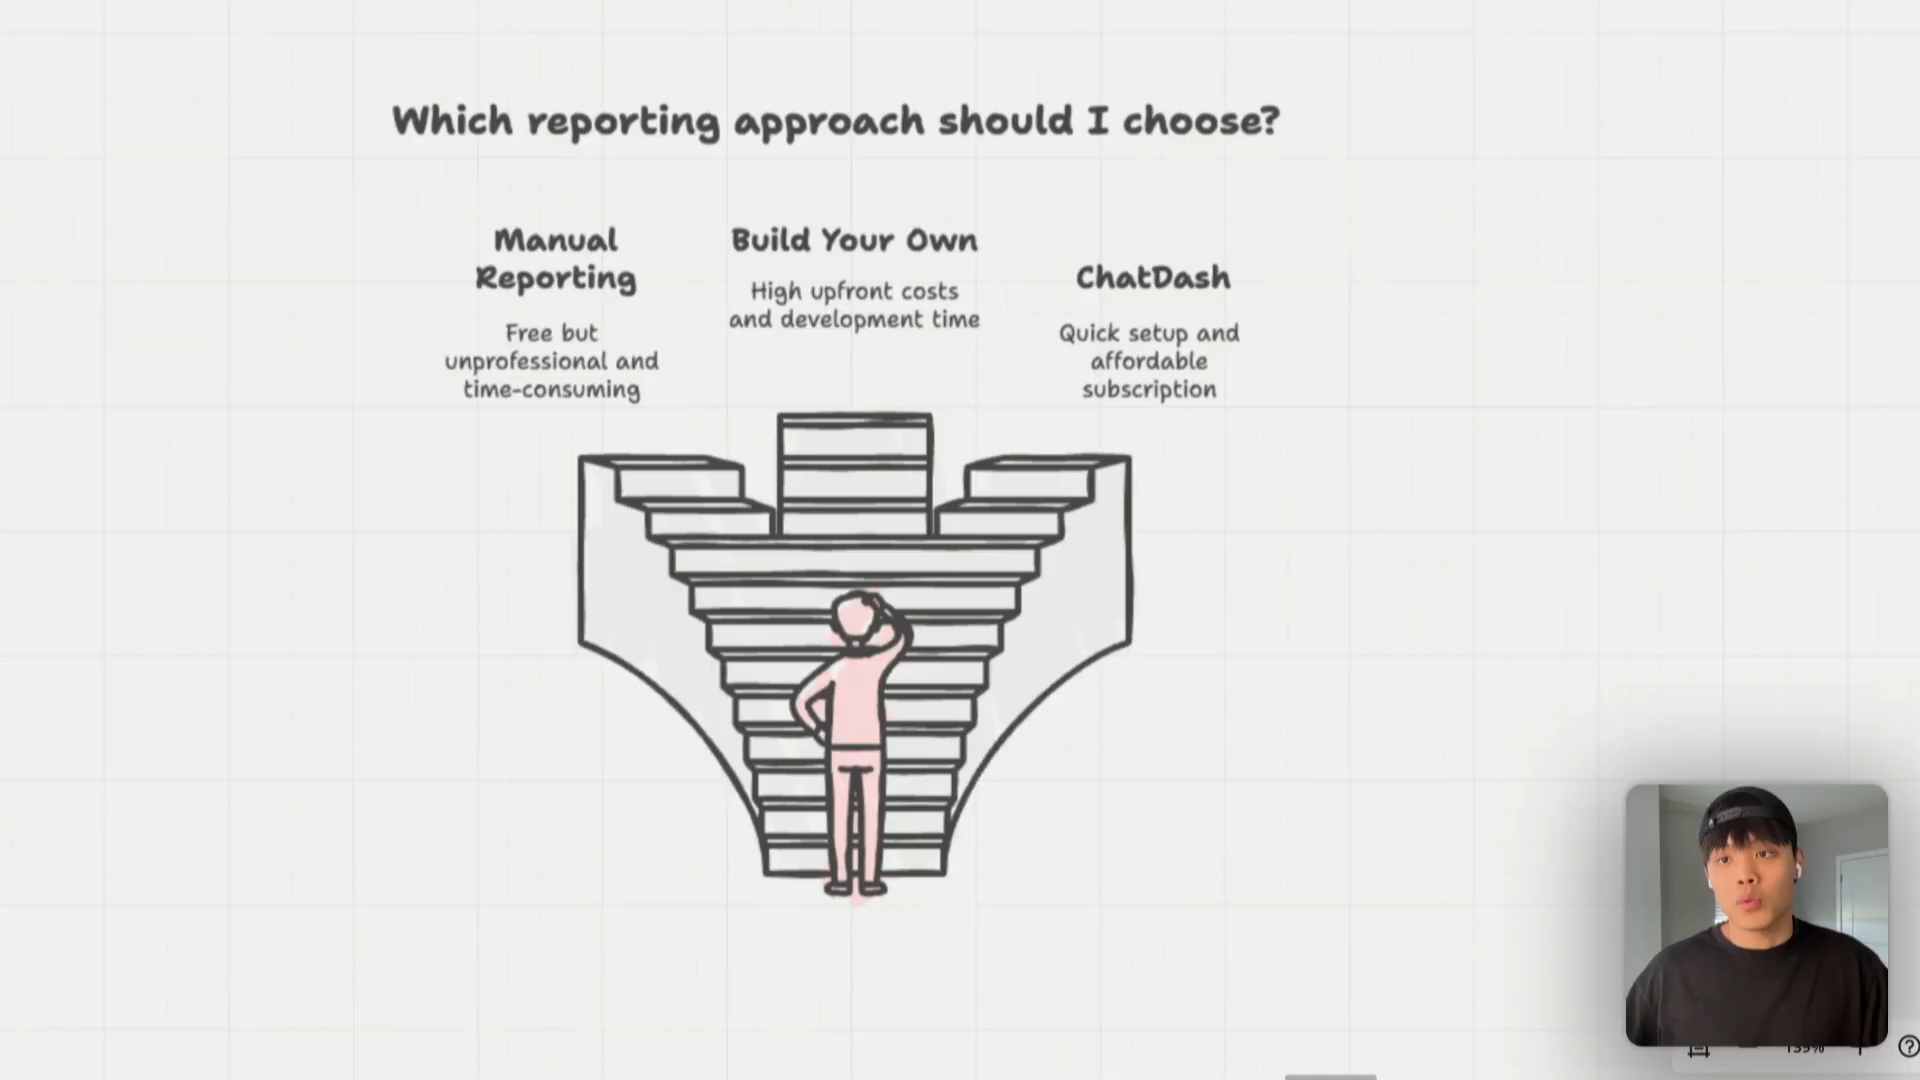 Which reporting approach should I choose?
Manual
Reporting
Free but
unprofessional and
time-consuming
Build Your Own
High upfront costs
and development time
ChatDash
Quick setup and
affordable
subscription